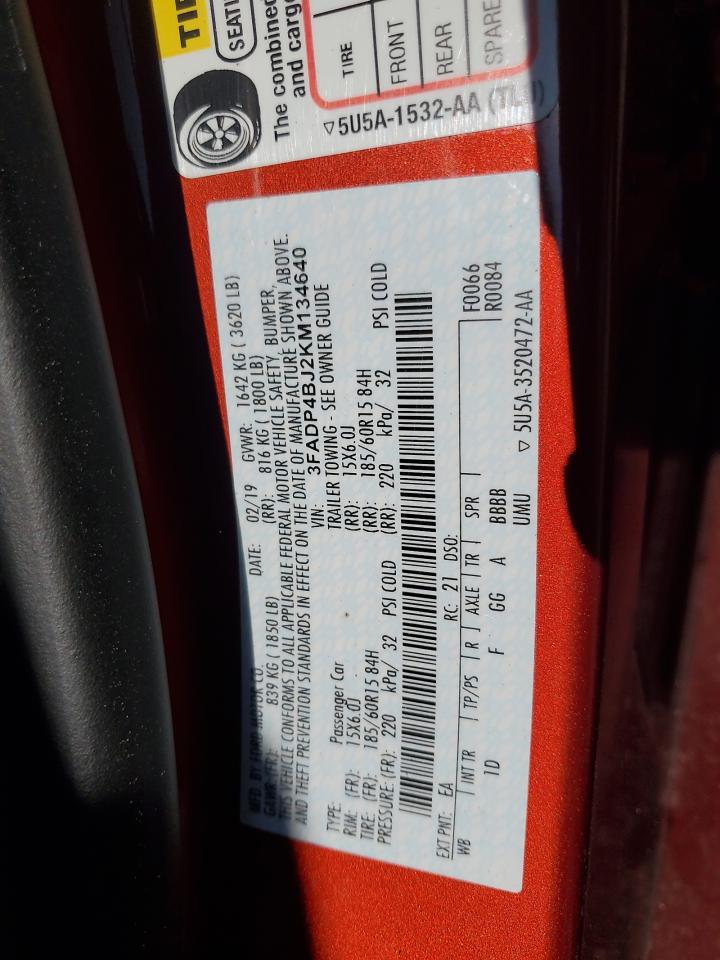 TIR
SEATI
The combined
and cargo
TIRE
FRONT
REAR
SPARE
▽5U5A-1532-AA
MFD. BY FORD MOTOR CO.
DATE: 02/19 GVWR: 1642 KG ( 3620 LB)
GAWR: (FR): 839 KG ( 1850 LB) (RR): 816 KG ( 1800 LB)
THIS VEHICLE CONFORMS TO ALL APPLICABLE FEDERAL MOTOR VEHICLE SAFETY, BUMPER,
AND THEFT PREVENTION STANDARDS IN EFFECT ON THE DATE OF MANUFACTURE SHOWN ABOVE.
VIN: 3FADP4BJ2KM134640
TYPE: Passenger Car TRAILER TOWING - SEE OWNER GUIDE
RIM: (FR): 15X6.0J (RR): 15X6.0J
TIRE: (FR): 185/60R15 84H (RR): 185/60R15 84H
PRESSURE: (FR): 220 kPa/ 32 PSI COLD (RR): 220 kPa/ 32 PSI COLD
EXT PNT: EA RC: 21 DSO: F0066
WB INT TR TP/PS R AXLE TR SPR R0084
1D F GG A BBBB
UMU
▽ 5U5A-3520472-AA